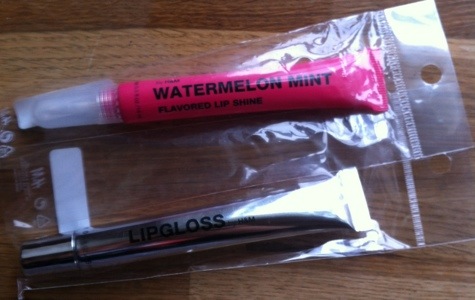 WATERMELON MINT
FLAVORED LIP SHINE
LIPGLOSS